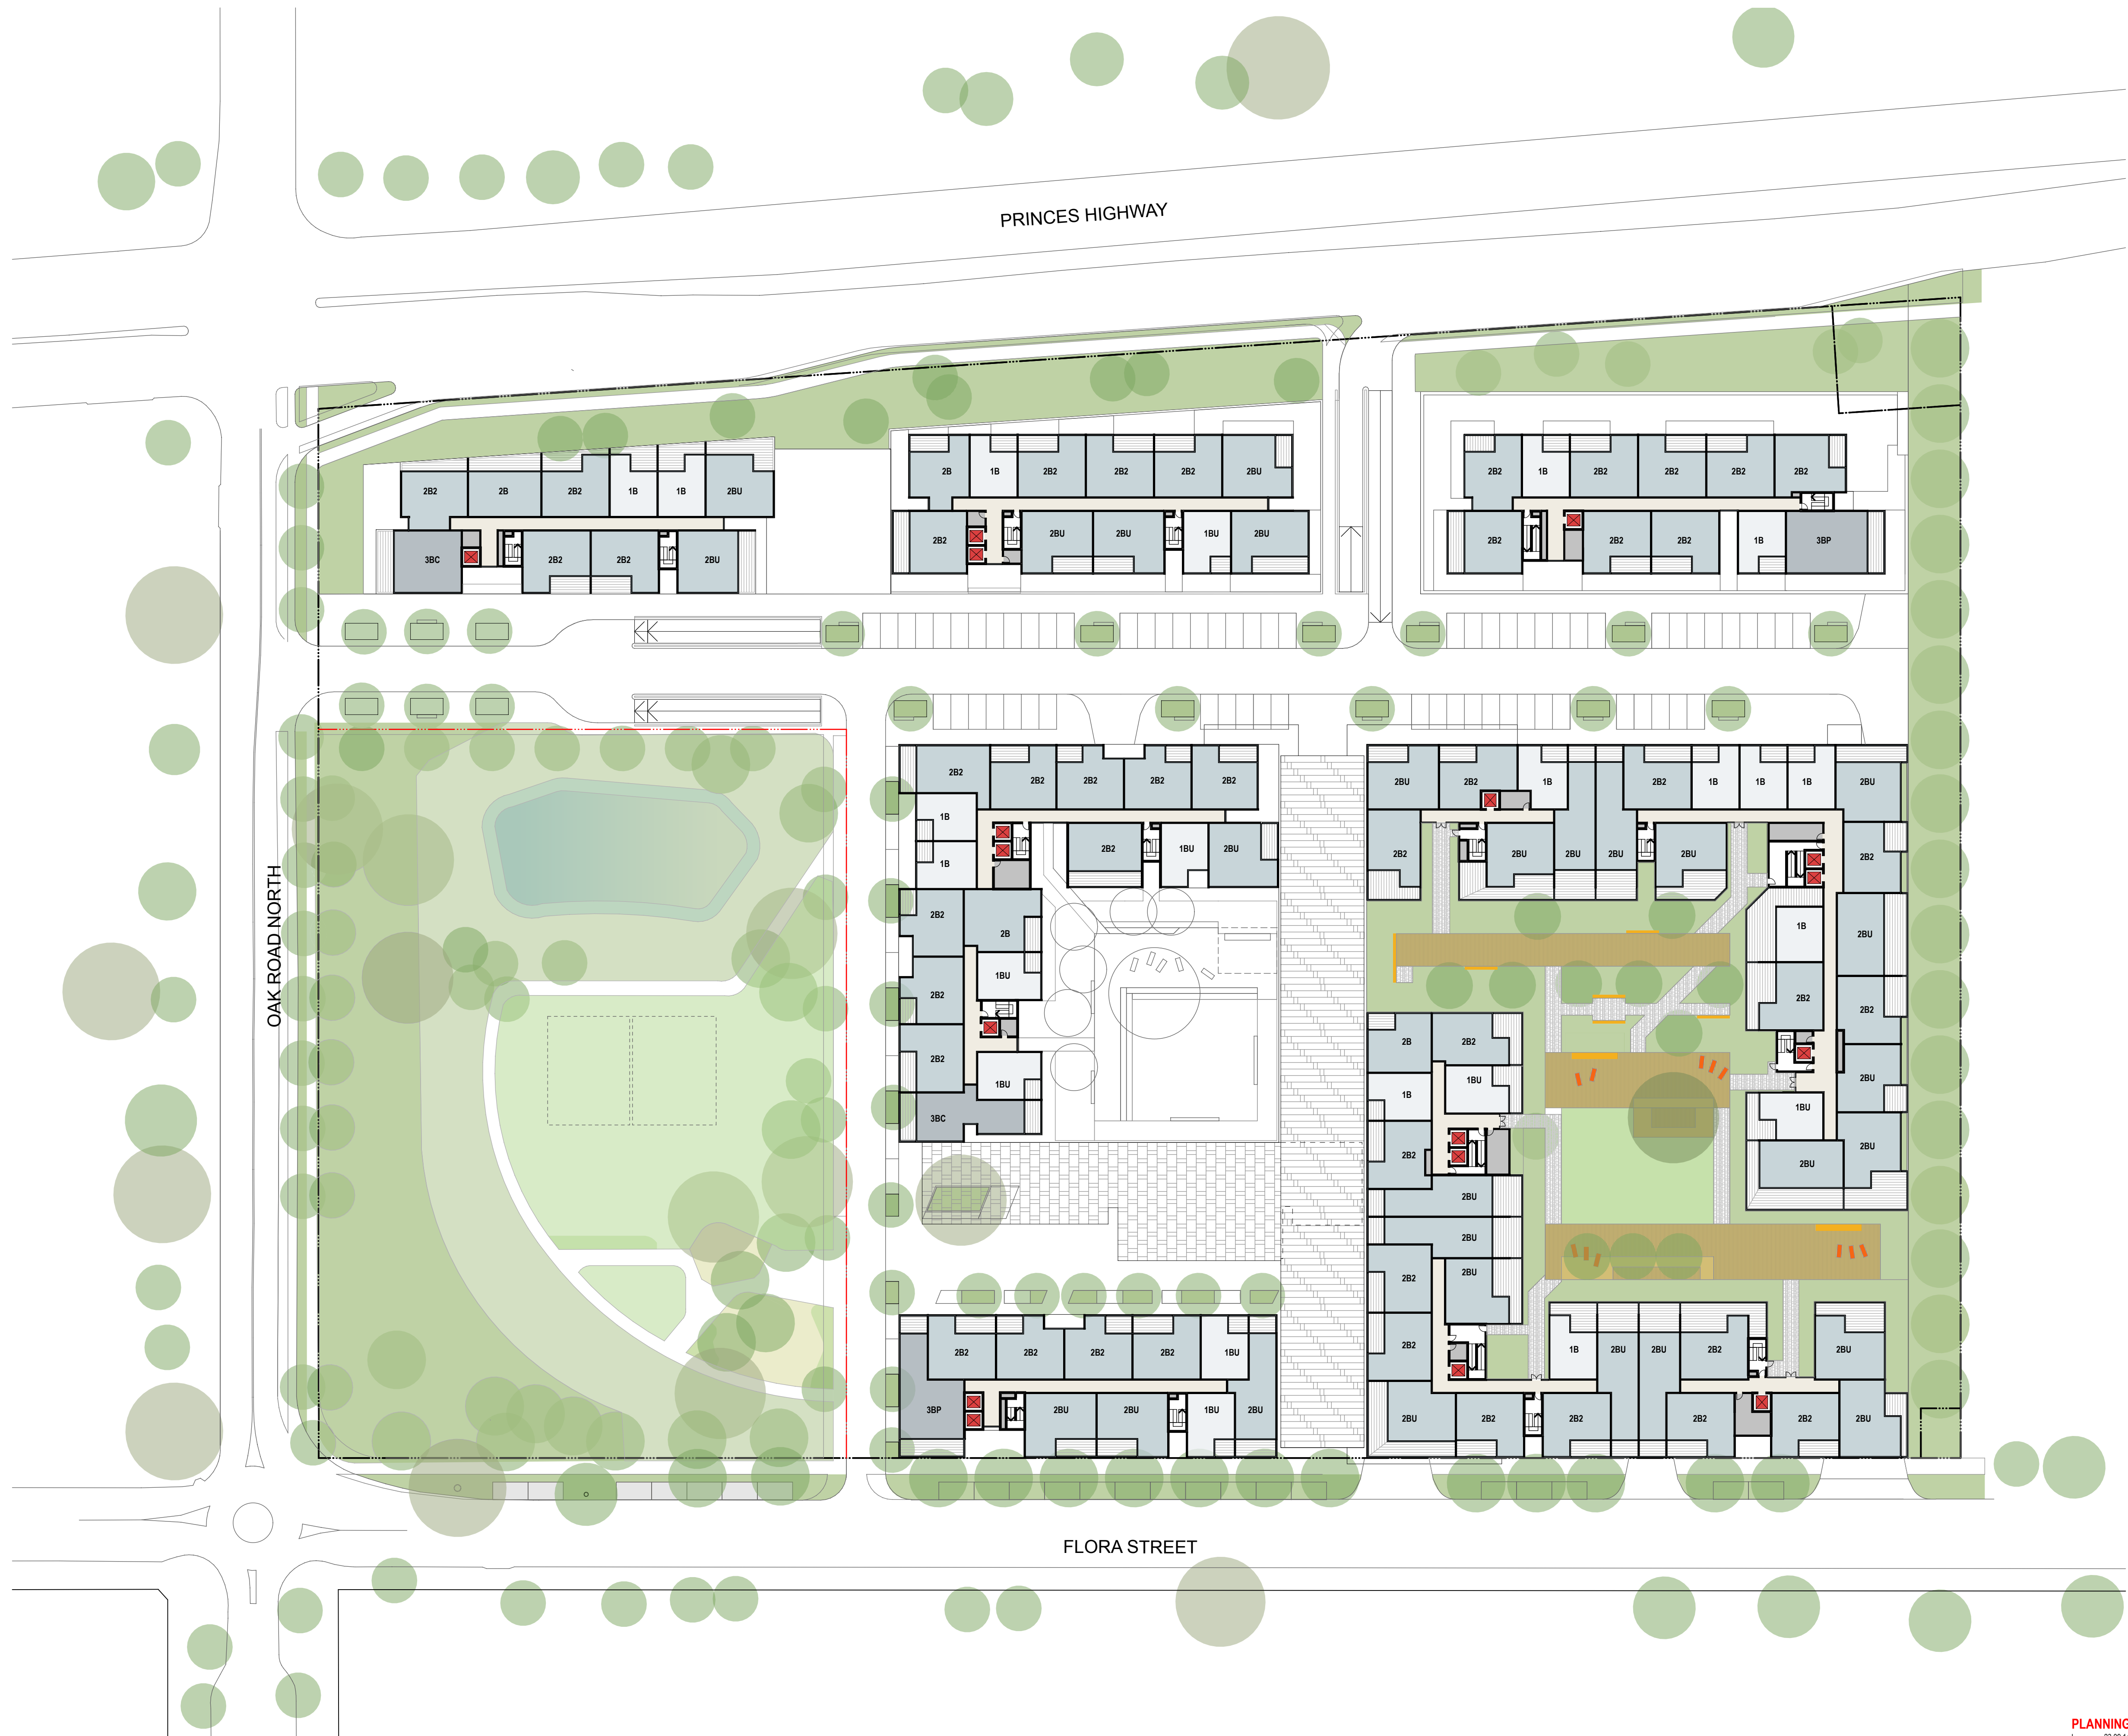 PRINCES HIGHWAY
2B 1B 2B2 2B2 2B2 2BU
2B2 1B 2B2 2B2 2B2 2B2
2B2 2B 2B2 1B 1B 2BU
2B2 2BU 2BU 1BU 2BU
2B2 2B2 2B2 1B 3BP
3BC 2B2 2B2 2BU
2B2 2B2 2B2 2B2 2B2
2BU 2B2 1B 2B2 1B 1B 1B 2BU
1B
2B2 1BU 2BU
2B2 2BU 2BU 2BU 2BU 2B2
1B
OAK ROAD NORTH
2B2
2B
1B 2BU
1BU
2B2
2B2 2B2
2B 2B2
2B2
1BU
1BU
1B
2BU
1BU
3BC
2B2
2BU
2BU
2BU
2BU
2B2
2BU
2B2 2B2 2B2 2B2 1BU
2B2
1B 2BU 2BU 2B2 2BU
3BP 2BU 2BU 1BU 2BU
2BU 2B2 2B2 2B2 2B2 2BU
FLORA STREET
PLANNING